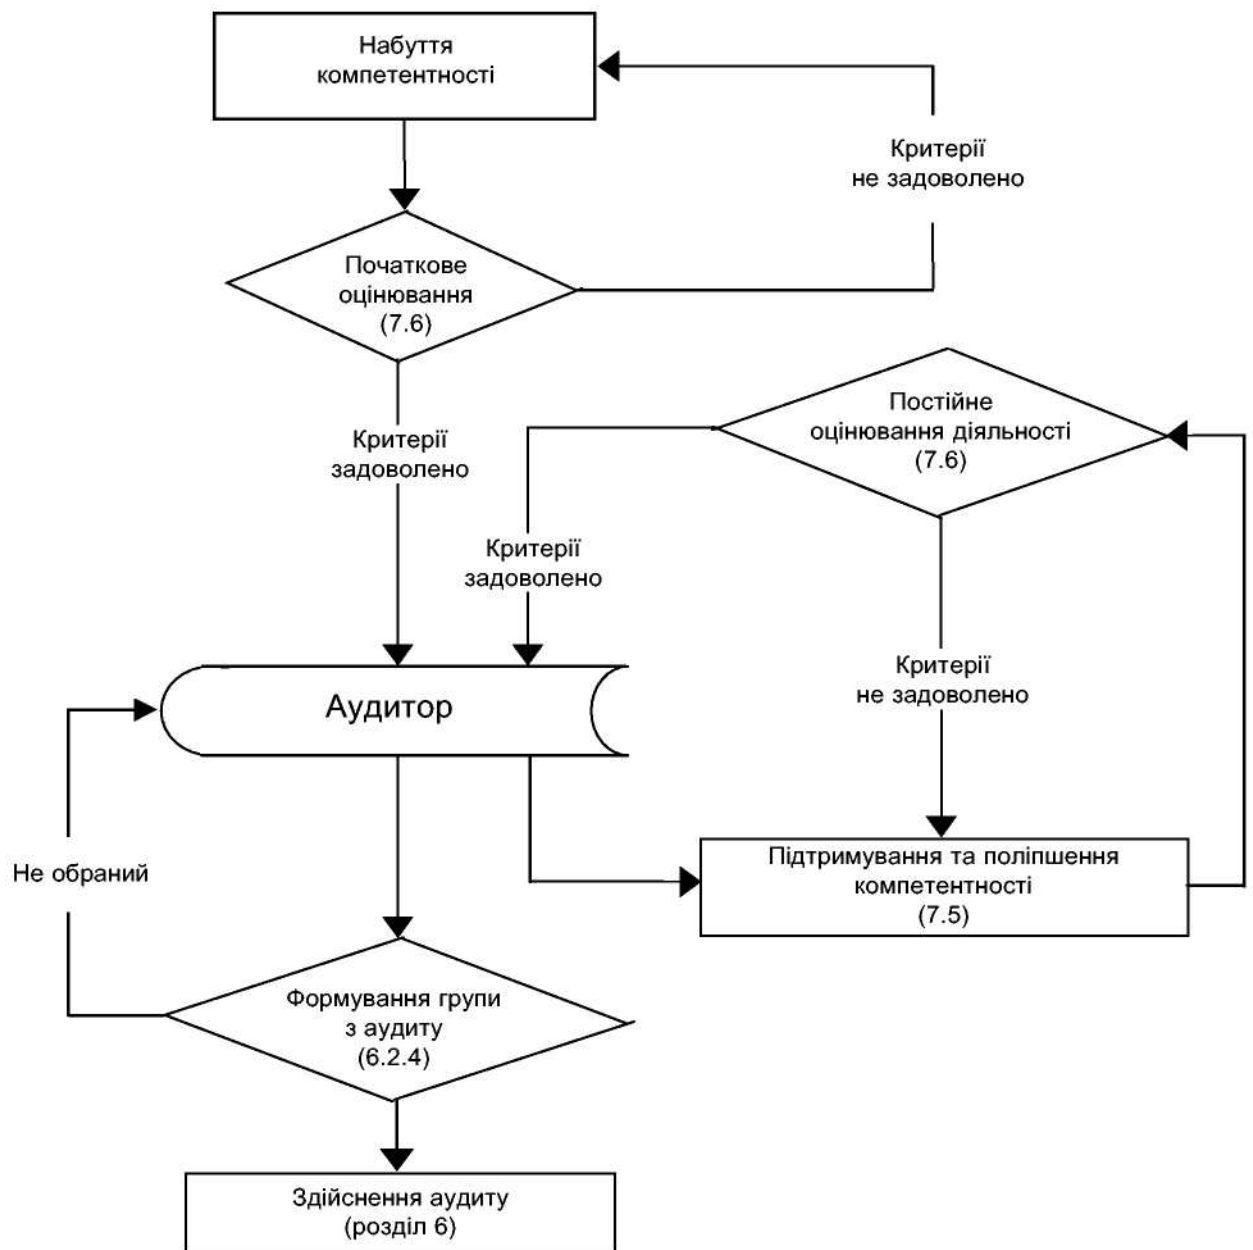 Набуття
компетентності
Критерії
не задоволено
Початкове
оцінювання
(7.6)
Постійне
оцінювання діяльності
(7.6)
Критерії
задоволено
Критерії
задоволено
Критерії
не задоволено
Аудитор
Підтримування та поліпшення
компетентності
(7.5)
Не обраний
Формування групи
з аудиту
(6.2.4)
Здійснення аудиту
(розділ 6)